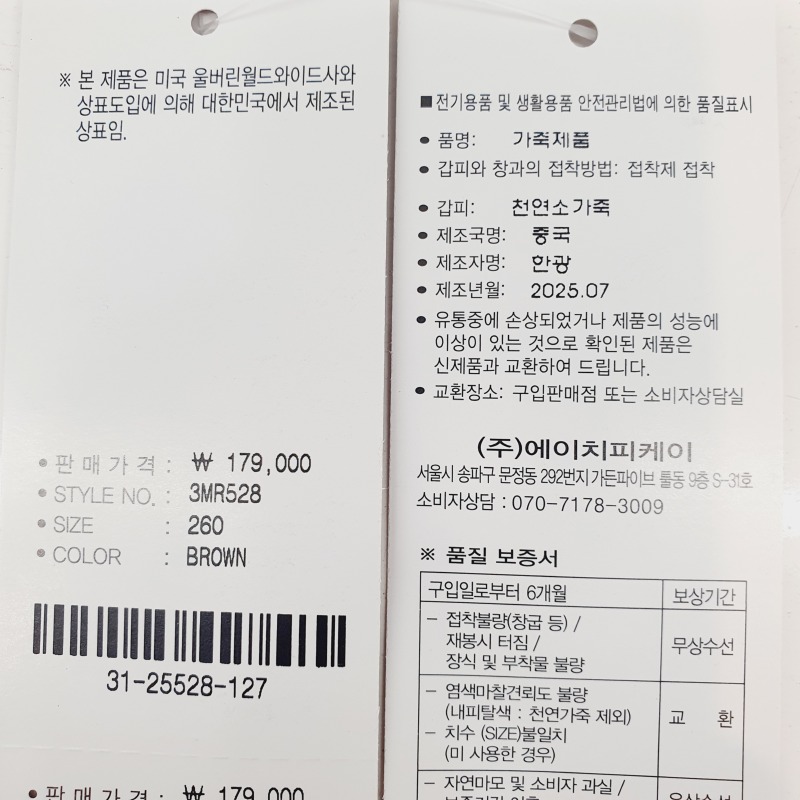 ※ 본 제품은 미국 울버린월드와이드사와
상표도입에 의해 대한민국에서 제조된
상표임.
• 판 매 가 격 : ₩ 179,000
• STYLE NO. : 3MR528
• SIZE : 260
• COLOR : BROWN
31-25528-127
• 판 매 가 격 : ₩ 179,000
■ 전기용품 및 생활용품 안전관리법에 의한 품질표시
• 품명: 가죽제품
• 갑피와 창과의 접착방법: 접착제 접착
• 갑피: 천연소가죽
• 제조국명: 중국
• 제조자명: 한광
• 제조년월: 2025.07
• 유통중에 손상되었거나 제품의 성능에
이상이 있는 것으로 확인된 제품은
신제품과 교환하여 드립니다.
• 교환장소: 구입판매점 또는 소비자상담실
(주)에이치피케이
서울시 송파구 문정동 292번지 가든파이브 툴동 9층 S-31호
소비자상담 : 070-7178-3009
※ 품질 보증서
구입일로부터 6개월 보상기간
- 접착불량(창굽 등) /
재봉시 터짐 / 무상수선
장식 및 부착물 불량
- 염색마찰견뢰도 불량
(내피탈색 : 천연가죽 제외) 교 환
- 치수 (SIZE)불일치
(미 사용한 경우)
- 자연마모 및 소비자 과실 /